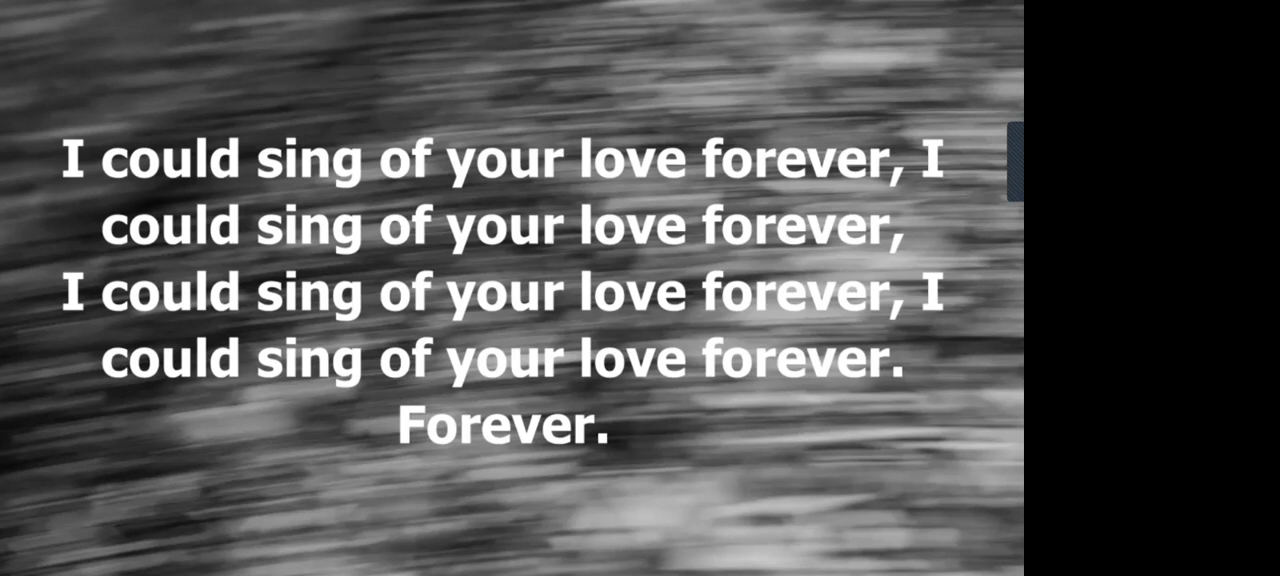 I could sing of your love forever, I
could sing of your love forever,
I could sing of your love forever, I
could sing of your love forever.
Forever.